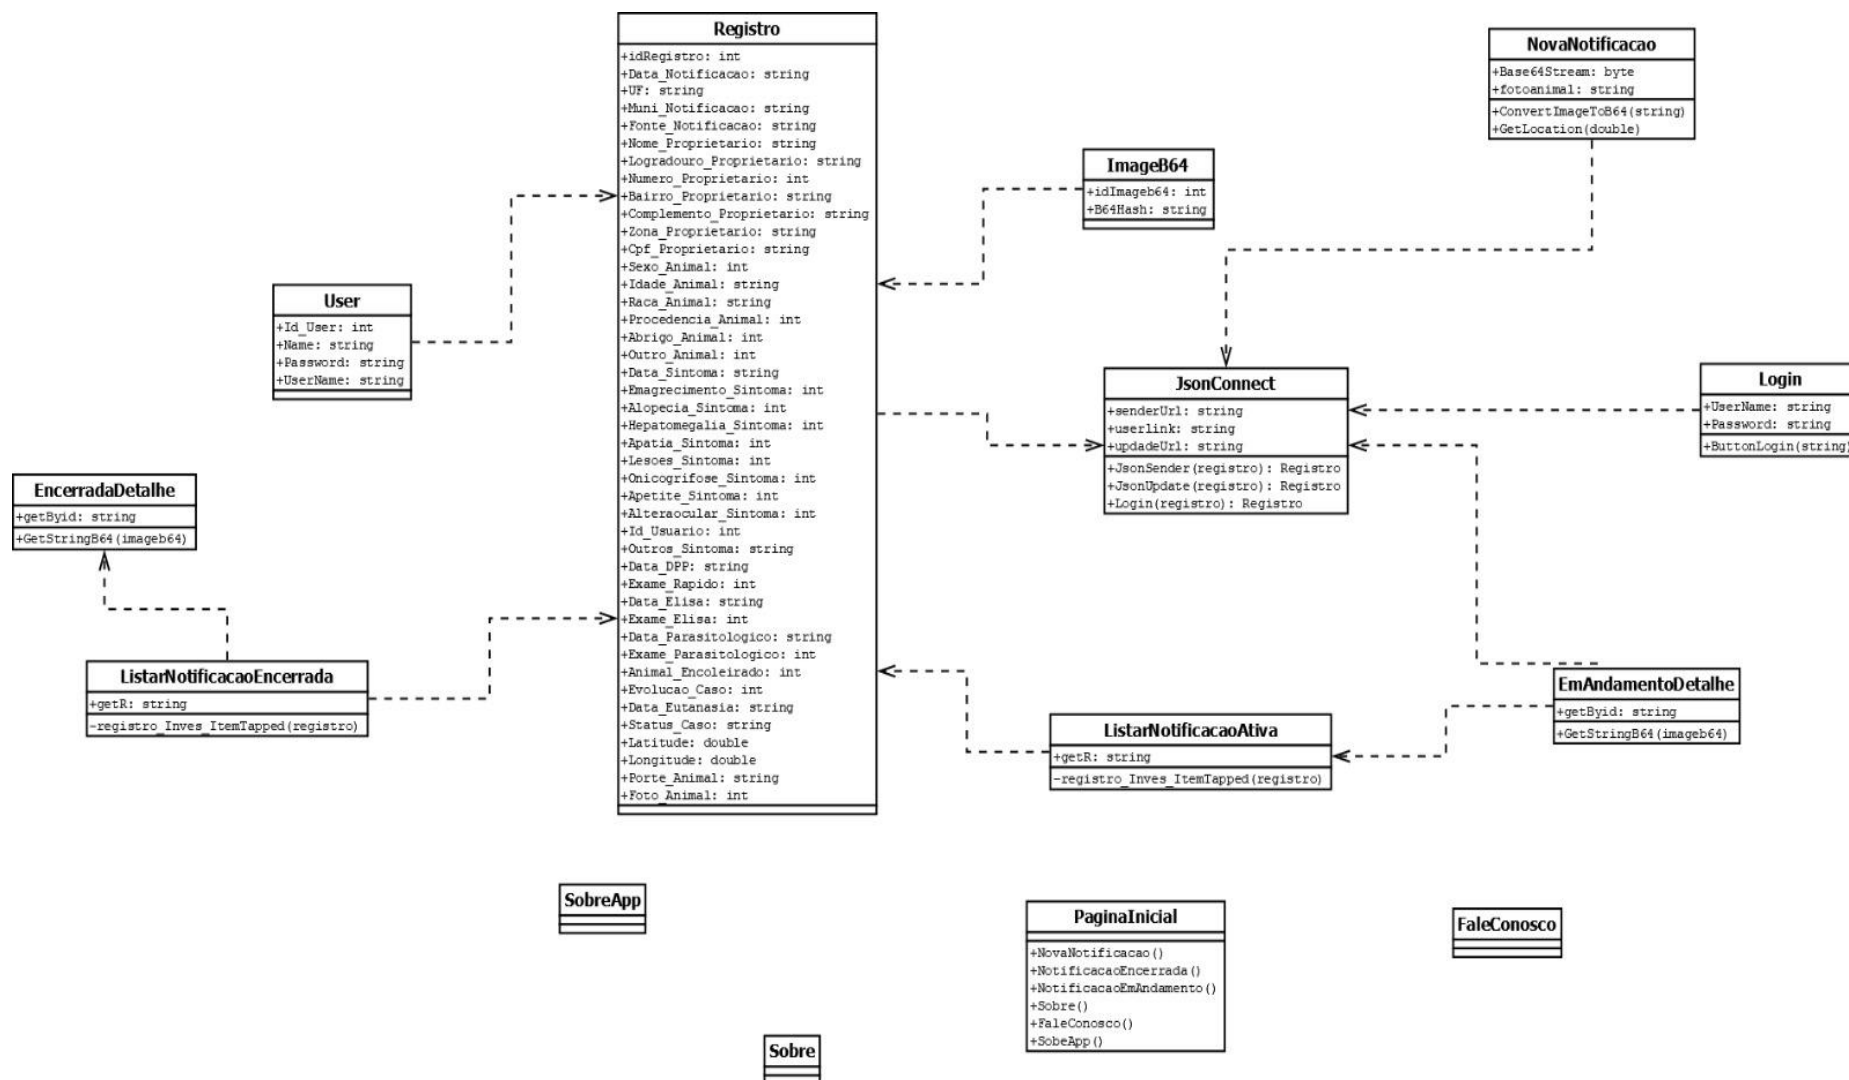 Registro
+idRegistro: int
+Data_Notificacao: string
+UF: string
+Muni_Notificacao: string
+Fonte_Notificacao: string
+Nome_Proprietario: string
+Logradouro_Proprietario: string
+Numero_Proprietario: int
+Bairro_Proprietario: string
+Complemento_Proprietario: string
+Zona_Proprietario: string
+Cpf_Proprietario: string
+Sexo_Animal: int
+Idade_Animal: string
+Raca_Animal: string
+Procedencia_Animal: int
+Abrigo_Animal: int
+Outro_Animal: int
+Data_Sintoma: string
+Emagrecimento_Sintoma: int
+Alopecia_Sintoma: int
+Hepatomegalia_Sintoma: int
+Apatia_Sintoma: int
+Lesoes_Sintoma: int
+Onicogrifose_Sintoma: int
+Apetite_Sintoma: int
+Alteraocular_Sintoma: int
+Id_Usuario: int
+Outros_Sintoma: string
+Data_DPP: string
+Exame_Rapido: int
+Data_Elisa: string
+Exame_Elisa: int
+Data_Parasitologico: string
+Exame_Parasitologico: int
+Animal_Encoleirado: int
+Evolucao_Caso: int
+Data_Eutanasia: string
+Status_Caso: string
+Latitude: double
+Longitude: double
+Porte_Animal: string
+Foto_Animal: int
NovaNotificacao
+Base64Stream: byte
+fotoanimal: string
+ConvertImageToB64(string)
+GetLocation(double)
ImageB64
+idImageb64: int
+B64Hash: string
User
+Id_User: int
+Name: string
+Password: string
+UserName: string
JsonConnect
+senderUrl: string
+userlink: string
+updadeUrl: string
+JsonSender(registro): Registro
+JsonUpdate(registro): Registro
+Login(registro): Registro
Login
+UserName: string
+Password: string
+ButtonLogin(string)
EncerradaDetalhe
+getByid: string
+GetStringB64(imageb64)
ListarNotificacaoEncerrada
+getR: string
-registro_Inves_ItemTapped(registro)
EmAndamentoDetalhe
+getByid: string
+GetStringB64(imageb64)
ListarNotificacaoAtiva
+getR: string
-registro_Inves_ItemTapped(registro)
SobreApp
PaginaInicial
+NovaNotificacao()
+NotificacaoEncerrada()
+NotificacaoEmAndamento()
+Sobre()
+FaleConosco()
+SobeApp()
FaleConosco
Sobre